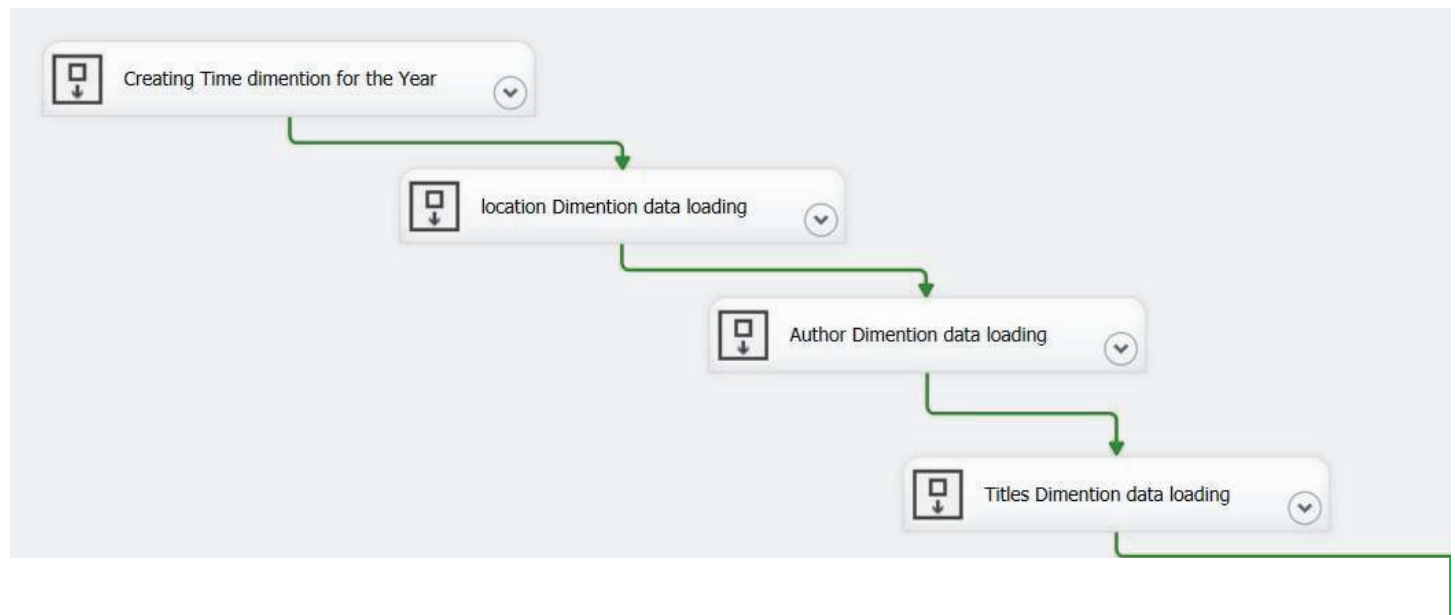 Creating Time dimention for the Year
location Dimention data loading
Author Dimention data loading
Titles Dimention data loading